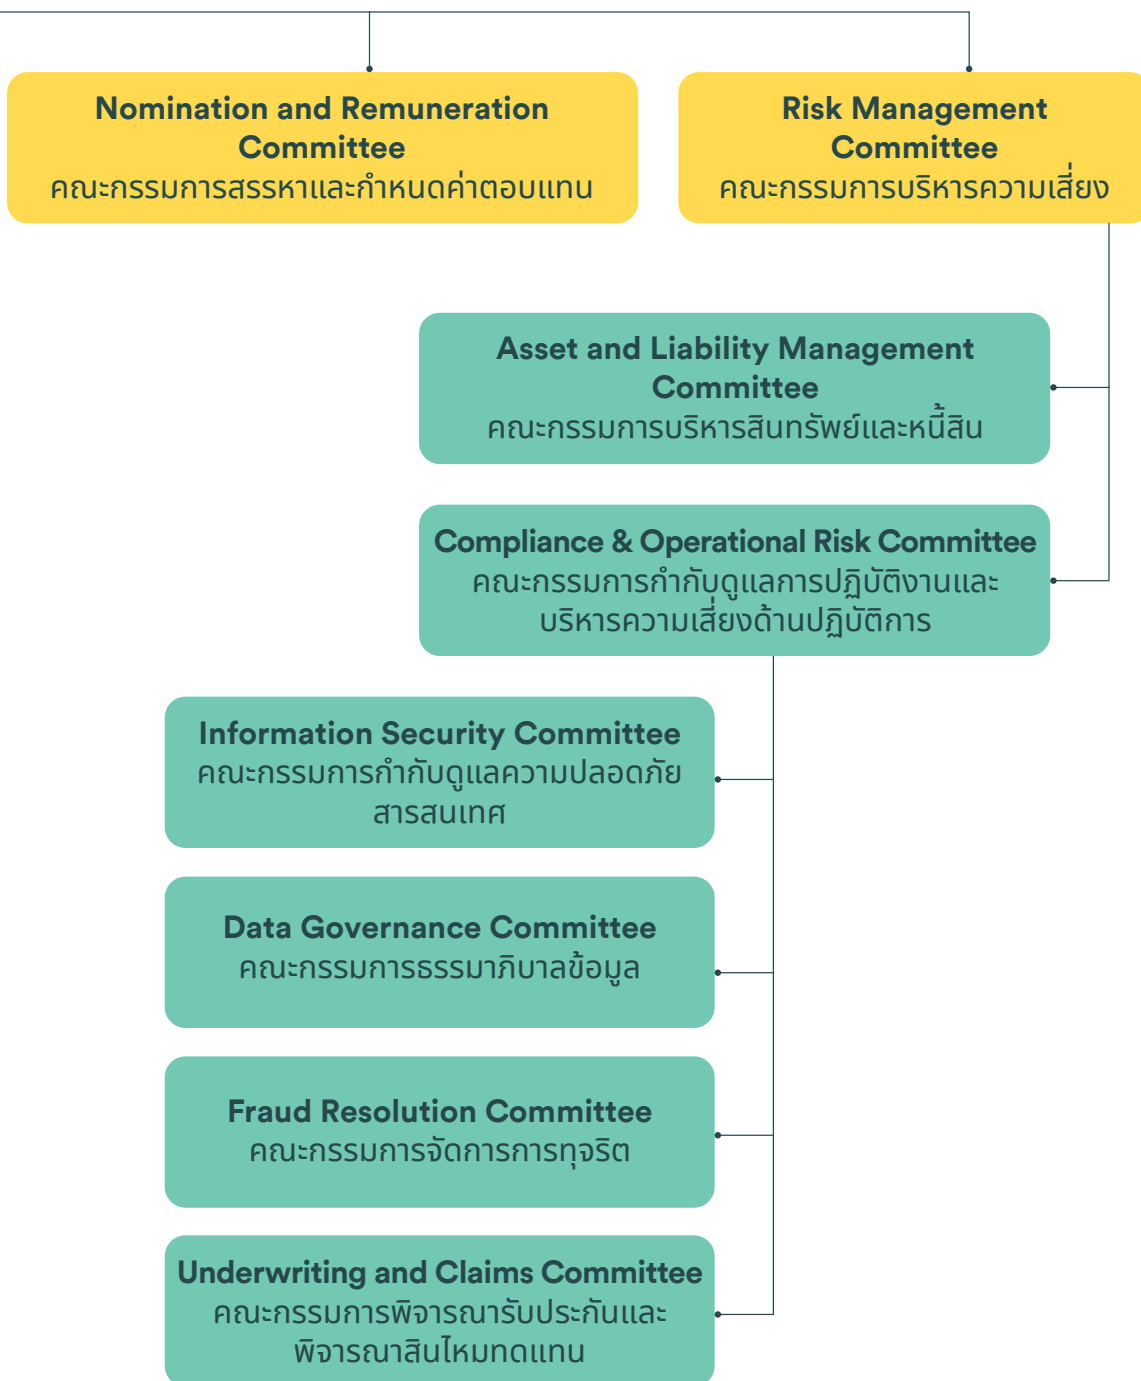 Nomination and Remuneration
Committee
คณะกรรมการสรรหาและกำหนดค่าตอบแทน
Risk Management
Committee
คณะกรรมการบริหารความเสี่ยง
Asset and Liability Management
Committee
คณะกรรมการบริหารสินทรัพย์และหนี้สิน
Compliance & Operational Risk Committee
คณะกรรมการกำกับดูแลการปฏิบัติงานและ
บริหารความเสี่ยงด้านปฏิบัติการ
Information Security Committee
คณะกรรมการกำกับดูแลความปลอดภัย
สารสนเทศ
Data Governance Committee
คณะกรรมการธรรมาภิบาลข้อมูล
Fraud Resolution Committee
คณะกรรมการจัดการการทุจริต
Underwriting and Claims Committee
คณะกรรมการพิจารณารับประกันและ
พิจารณาสินไหมทดแทน